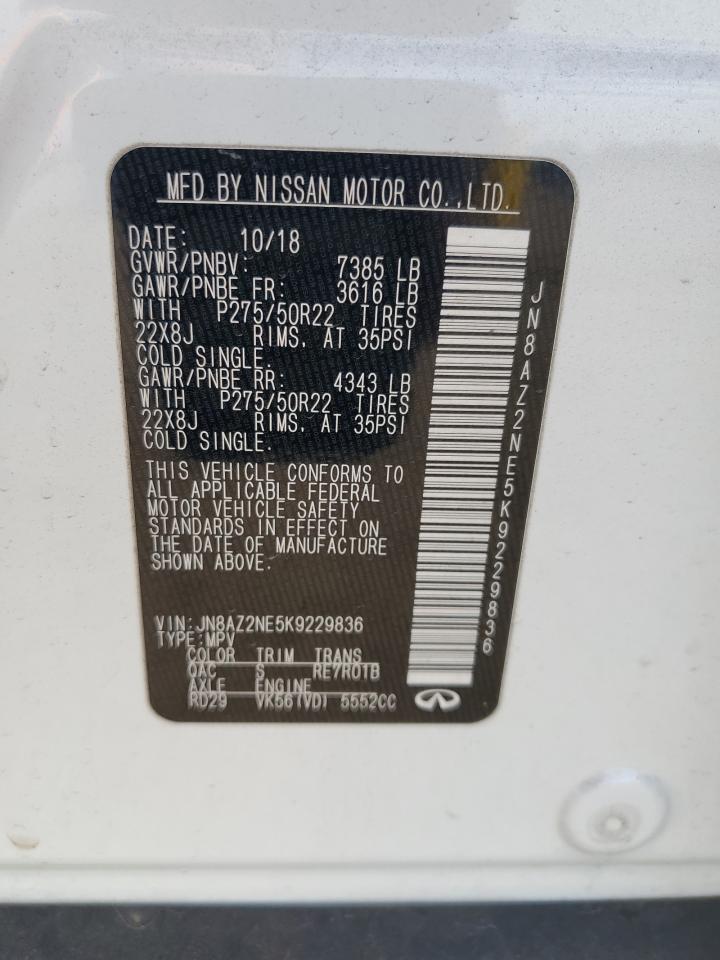 MFD BY NISSAN MOTOR CO.,LTD.
DATE: 10/18
GVWR/PNBV: 7385 LB
GAWR/PNBE FR: 3616 LB
WITH P275/50R22 TIRES
22X8J RIMS, AT 35PSI
COLD SINGLE.
GAWR/PNBE RR: 4343 LB
WITH P275/50R22 TIRES
22X8J RIMS, AT 35PSI
COLD SINGLE.
THIS VEHICLE CONFORMS TO
ALL APPLICABLE FEDERAL
MOTOR VEHICLE SAFETY
STANDARDS IN EFFECT ON
THE DATE OF MANUFACTURE
SHOWN ABOVE.
VIN:JN8AZ2NE5K9229836
TYPE:MPV
COLOR TRIM TRANS
QAC S RE7R01B
AXLE ENGINE
RD29 VK56(VD) 5552CC
JN8AZ2NE5K9229836